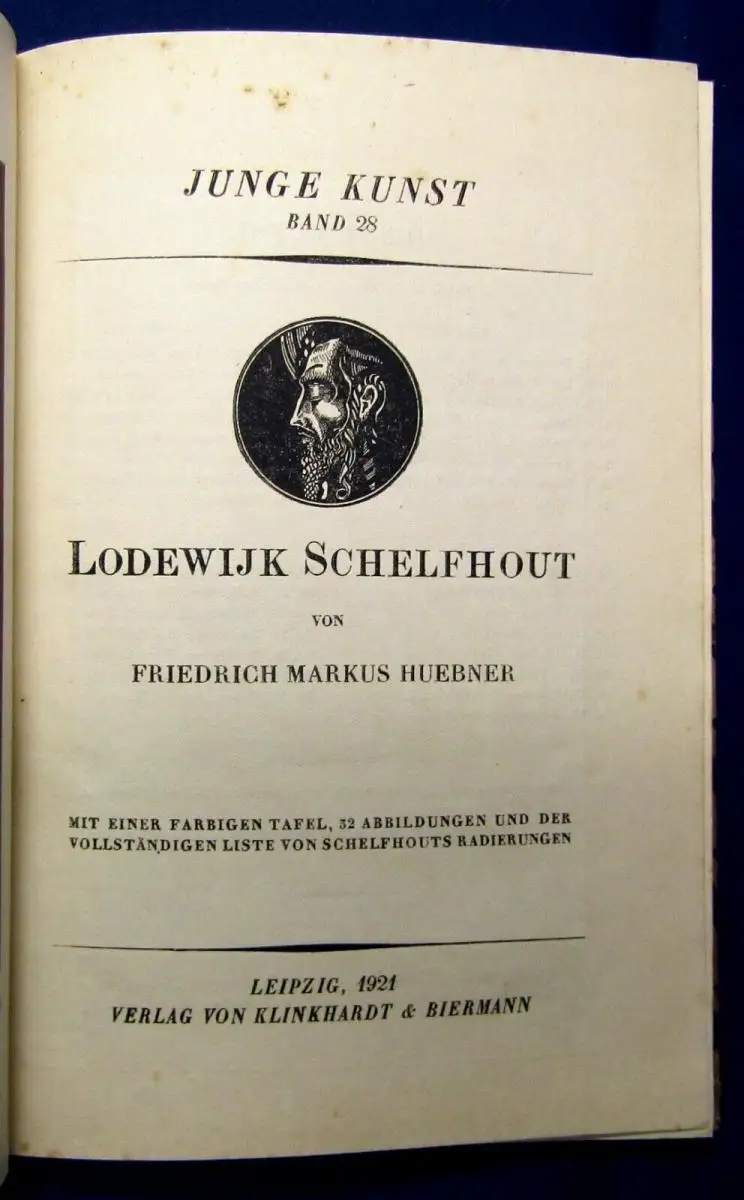 JUNGE KUNST
BAND 28
LODEWIJK SCHELFHOUT
VON
FRIEDRICH MARKUS HUEBNER
MIT EINER FARBIGEN TAFEL, 32 ABBILDUNGEN UND DER
VOLLSTÄNDIGEN LISTE VON SCHELFHOUTS RADIERUNGEN
LEIPZIG, 1921
VERLAG VON KLINKHARDT & BIERMANN